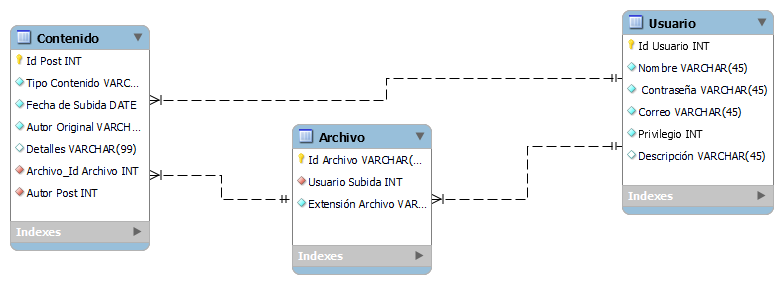 Contenido
Id Post INT
Tipo Contenido VARC...
Fecha de Subida DATE
Autor Original VARCH...
Detalles VARCHAR(99)
Archivo_Id Archivo INT
Autor Post INT
Indexes
Archivo
Id Archivo VARCHAR(...
Usuario Subida INT
Extensión Archivo VAR...
Indexes
Usuario
Id Usuario INT
Nombre VARCHAR(45)
Contraseña VARCHAR(45)
Correo VARCHAR(45)
Privilegio INT
Descripción VARCHAR(45)
Indexes